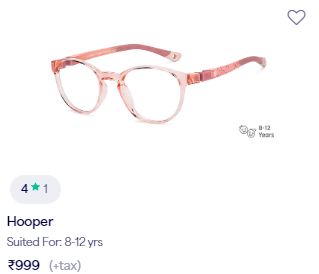 8-12
Years
4 ★ 1
Hooper
Suited For: 8-12 yrs
₹999 (+tax)